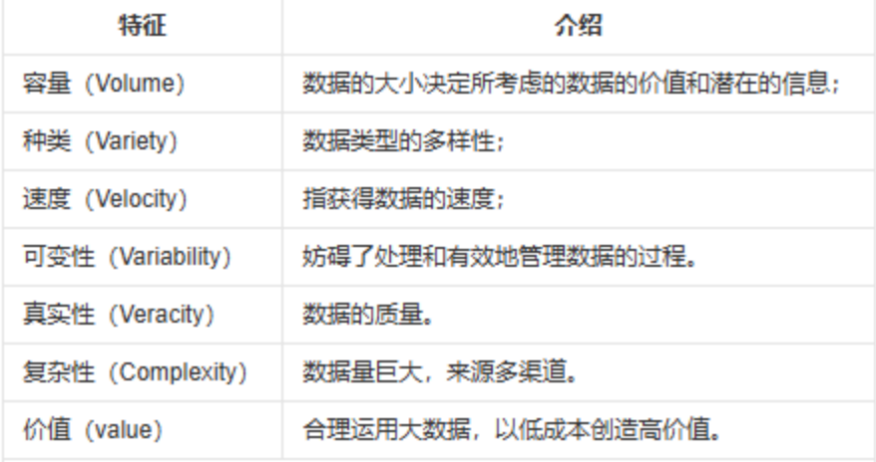 特征 介绍
容量（Volume） 数据的大小决定所考虑的数据的价值和潜在的信息；
种类（Variety） 数据类型的多样性；
速度（Velocity） 指获得数据的速度；
可变性（Variability） 妨碍了处理和有效地管理数据的过程。
真实性（Veracity） 数据的质量。
复杂性（Complexity） 数据量巨大，来源多渠道。
价值（value） 合理运用大数据，以低成本创造高价值。